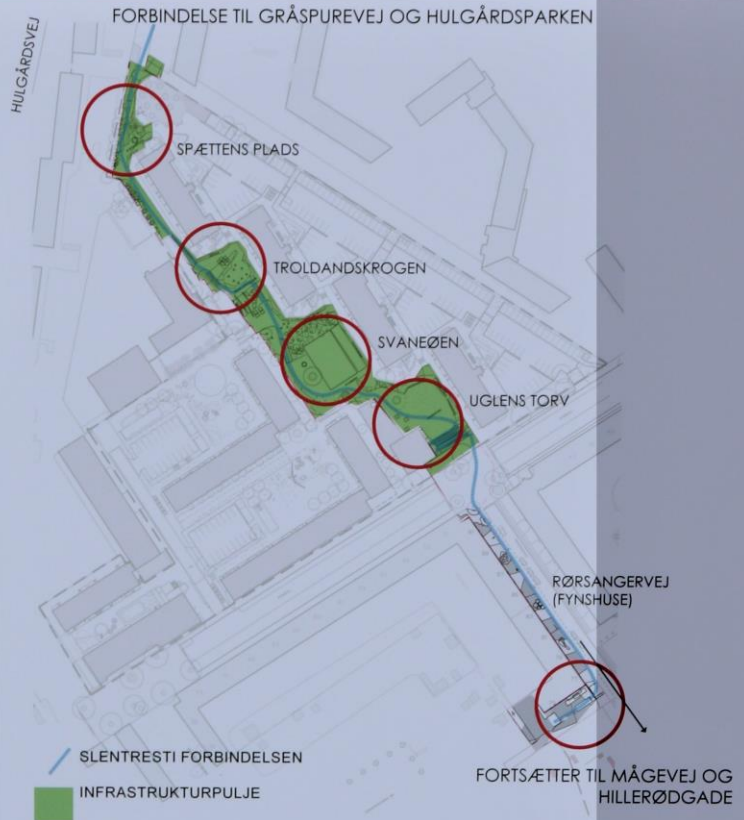 FORBINDELSE TIL GRÅSPUREVEJ OG HULGÅRDSPARKEN
HULGÅRDSVEJ
SPÆTTENS PLADS
TROLDANDSKROGEN
SVANEØEN
UGLENS TORV
RØRSANGERVEJ
(FYNSHUSE)
SLENTRESTI FORBINDELSEN
INFRASTRUKTURPULJE
FORTSÆTTER TIL MÅGEVEJ OG
HILLERØDGADE